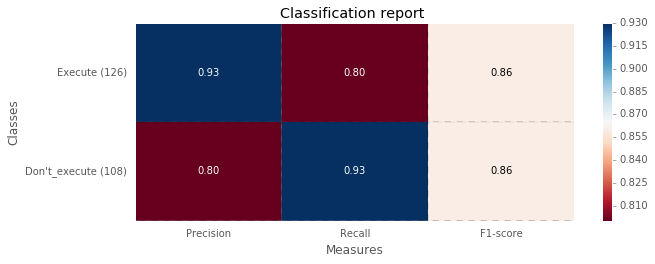 Classification report
Execute (126)
0.93 0.80 0.86
Don't_execute (108)
0.80 0.93 0.86
Precision Recall F1-score
Measures
Classes
0.930
0.915
0.900
0.885
0.870
0.855
0.840
0.825
0.810